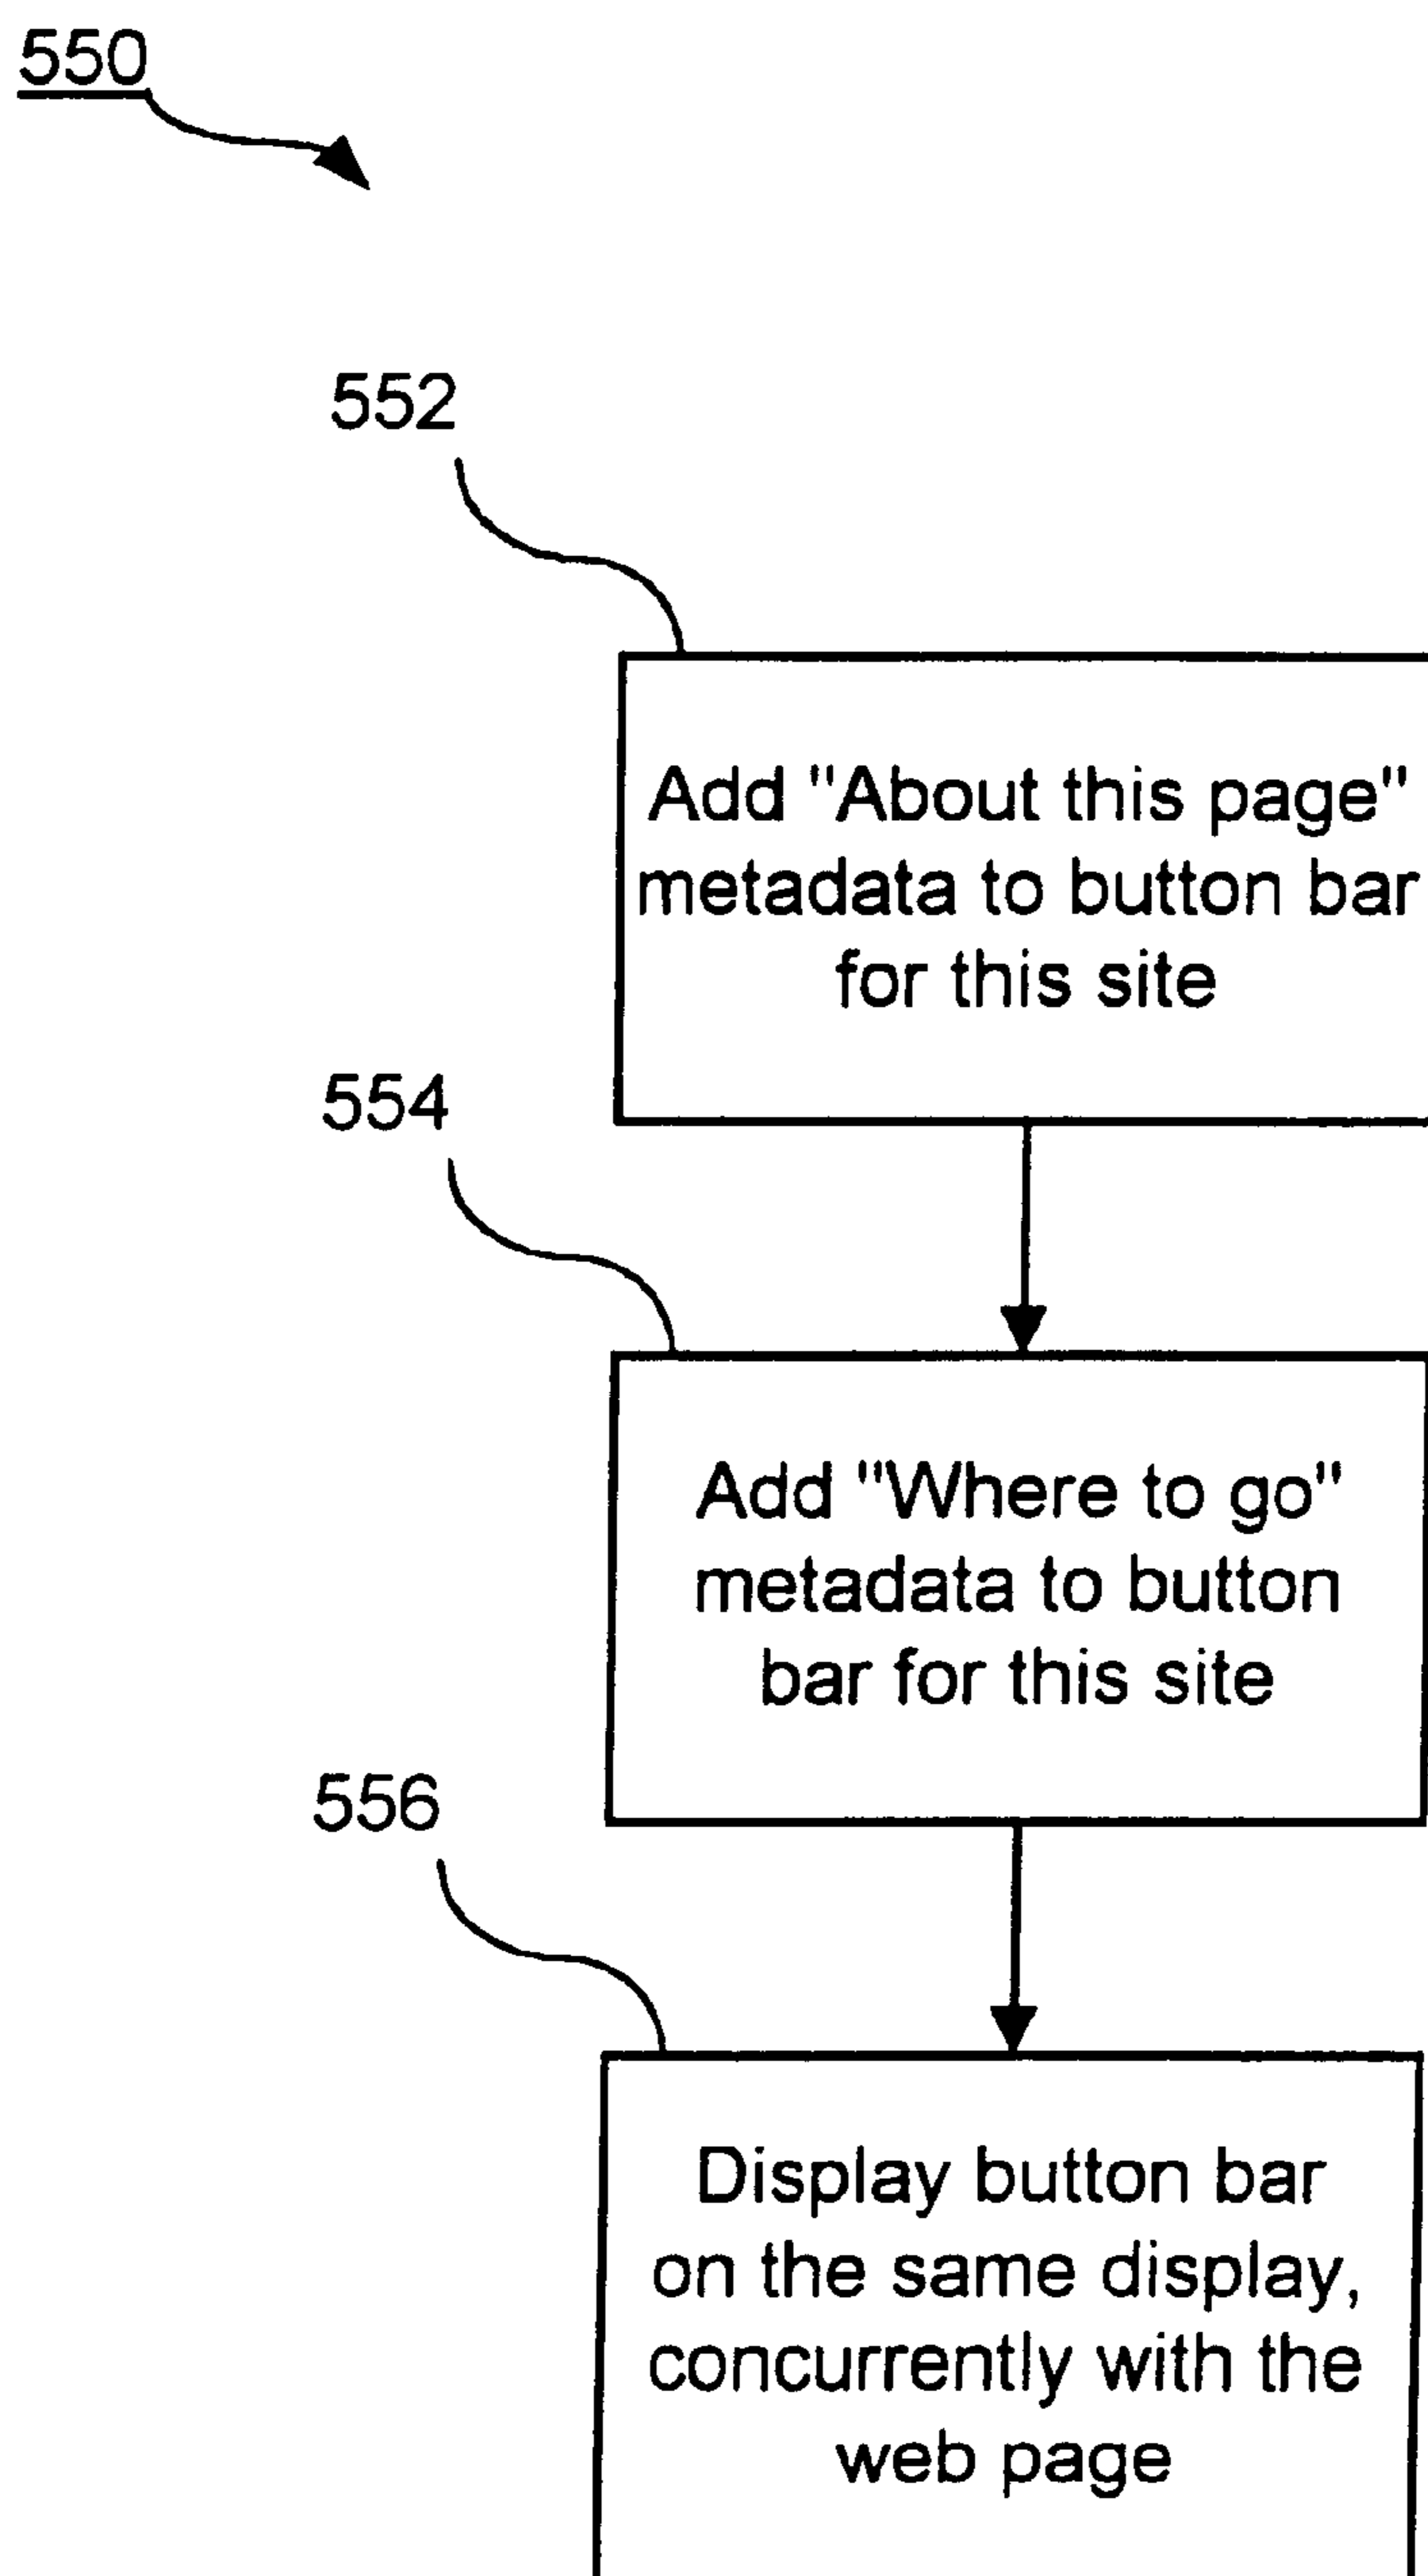 550
552
Add "About this page"
metadata to button bar
for this site
554
Add "Where to go"
metadata to button
bar for this site
556
Display button bar
on the same display,
concurrently with the
web page